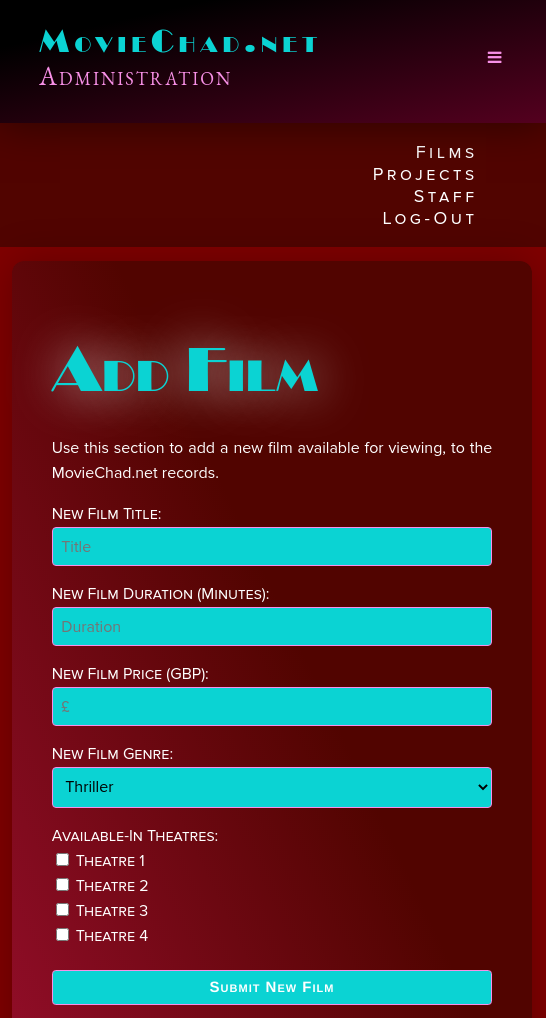 MovieChad.net
Administration
Films
Projects
Staff
Log-Out
Add Film
Use this section to add a new film available for viewing, to the
MovieChad.net records.
New Film Title:
Title
New Film Duration (Minutes):
Duration
New Film Price (GBP):
£
New Film Genre:
Thriller
Available-In Theatres:
Theatre 1
Theatre 2
Theatre 3
Theatre 4
Submit New Film